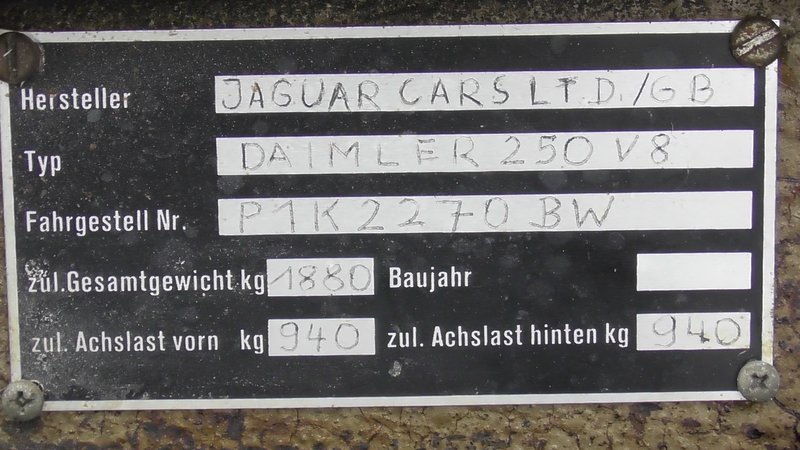 Hersteller JAGUAR CARS LT.D./GB
Typ DAIMLER 250 V8
Fahrgestell Nr. P1K2270BW
zul.Gesamtgewicht kg 1880 Baujahr
zul. Achslast vorn kg 940 zul. Achslast hinten kg 940